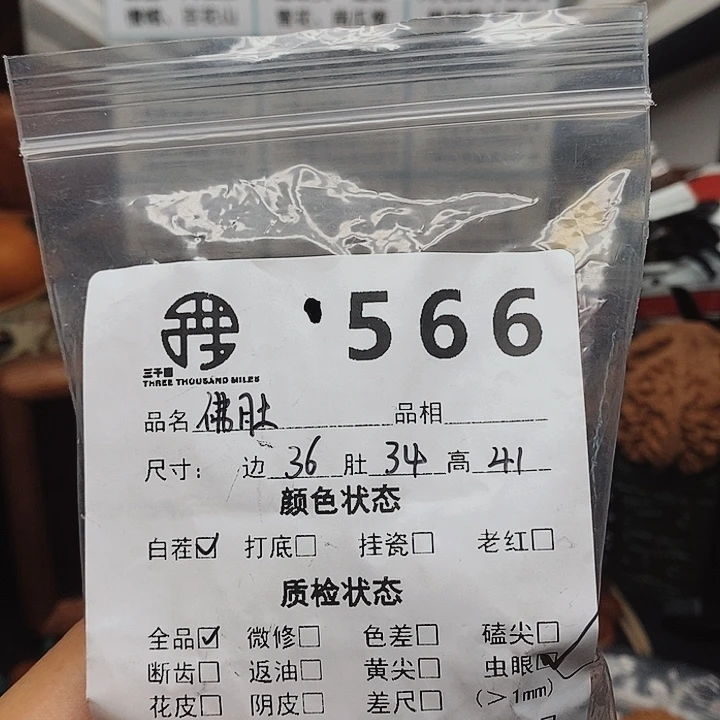 566
三千里
THREE THOUSAND MILES
品名 佛肚 品相
尺寸： 边 36 肚 34 高 41
颜色状态
白茬☑ 打底☐ 挂瓷☐ 老红☐
质检状态
全品☑ 微修☐ 色差☐ 磕尖☐
断齿☐ 返油☐ 黄尖☐ 虫眼☑
花皮☐ 阴皮☐ 差尺☐ （＞1mm）